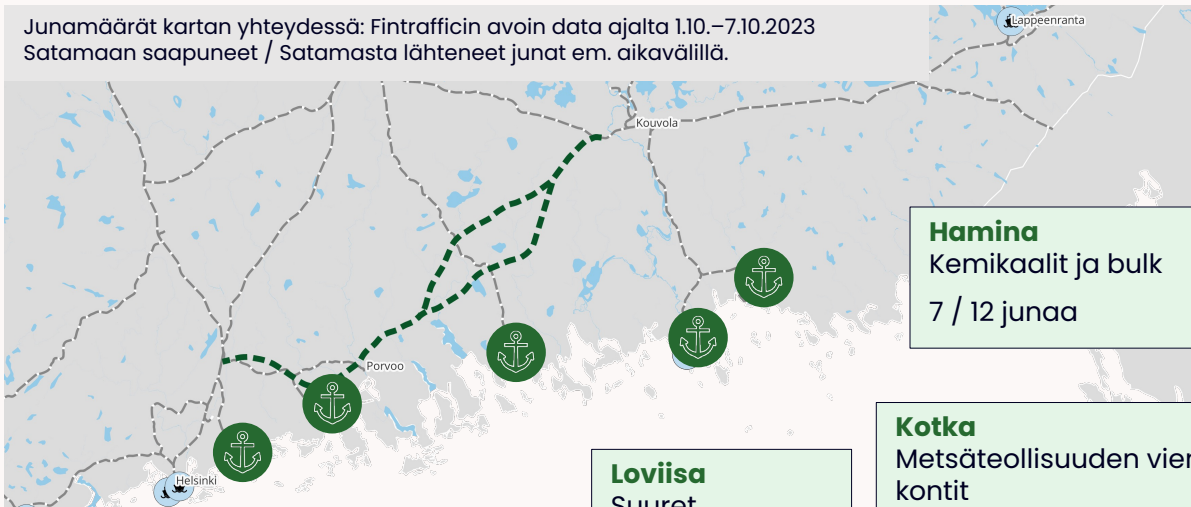 Junamäärät kartan yhteydessä: Fintrafficin avoin data ajalta 1.10.–7.10.2023
Satamaan saapuneet / Satamasta lähteneet junat em. aikavälillä.
Lappeenranta
Kouvola
Porvoo
Helsinki
Hamina
Kemikaalit ja bulk
7 / 12 junaa
Kotka
Metsäteollisuuden
kontit
Loviisa
Suuret